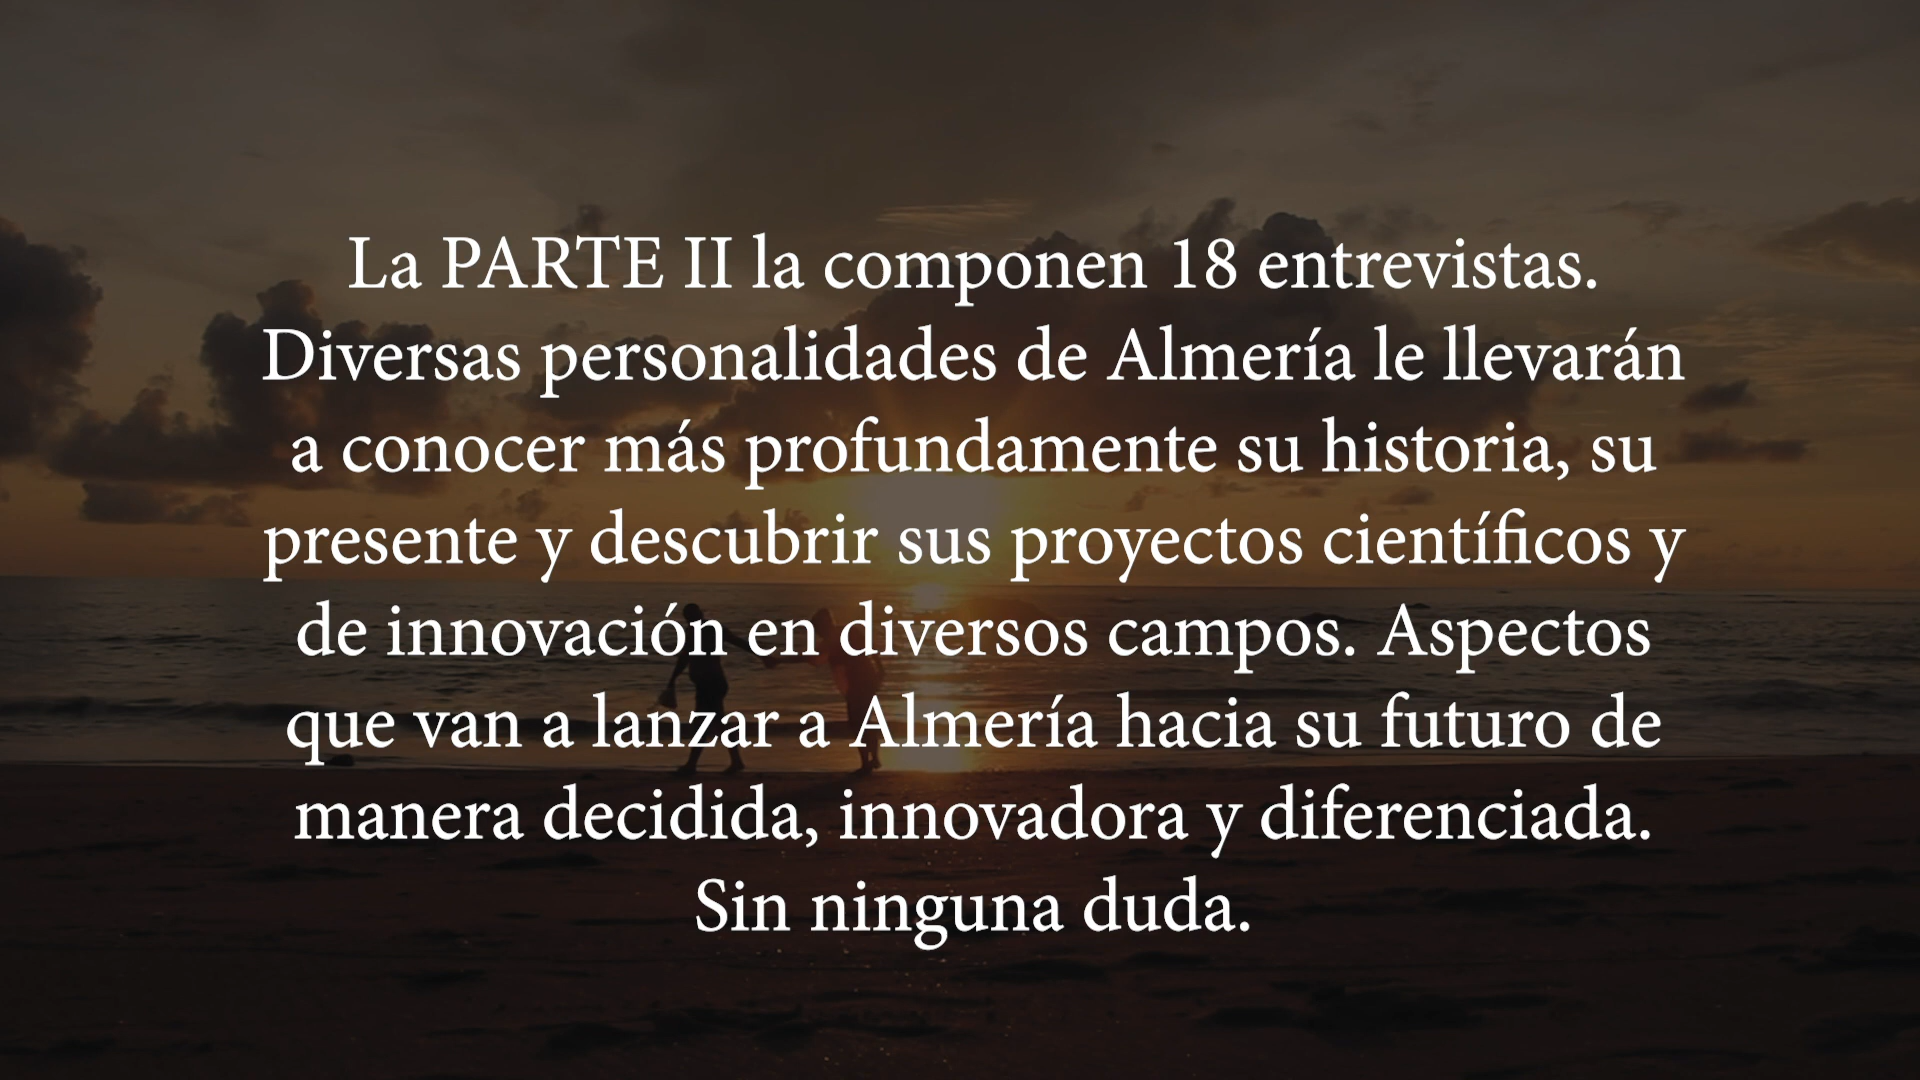 La PARTE II la componen 18 entrevistas.
Diversas personalidades de Almería le llevarán
a conocer más profundamente su historia, su
presente y descubrir sus proyectos científicos y
de innovación en diversos campos. Aspectos
que van a lanzar a Almería hacia su futuro de
manera decidida, innovadora y diferenciada.
Sin ninguna duda.